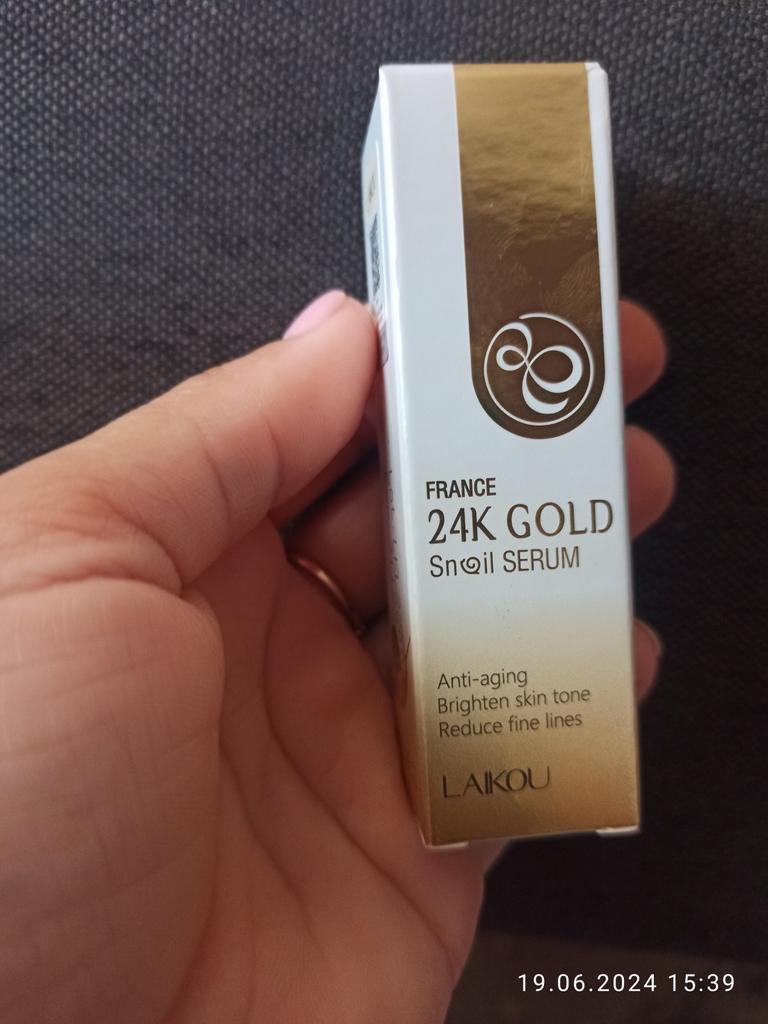 FRANCE
24K GOLD
Snail SERUM
Anti-aging
Brighten skin tone
Reduce fine lines
LAIKOU
19.06.2024 15:39